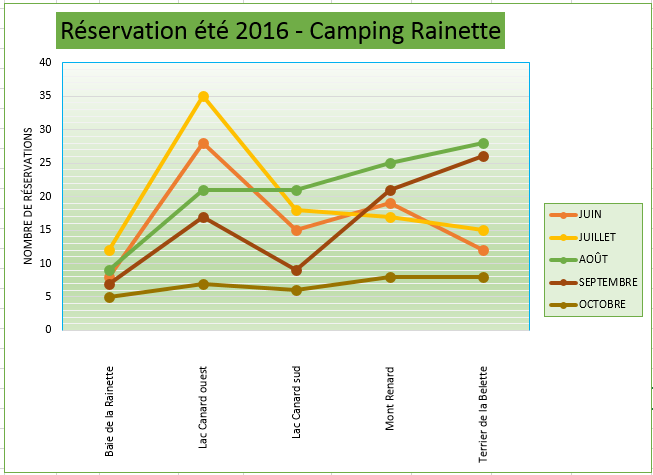 Réservation été 2016 - Camping Rainette
NOMBRE DE RÉSERVATIONS
40
35
30
25
20
15
10
5
0
Baie de la Rainette
Lac Canard ouest
Lac Canard sud
Mont Renard
Terrier de la Belette
JUIN
JUILLET
AOÛT
SEPTEMBRE
OCTOBRE